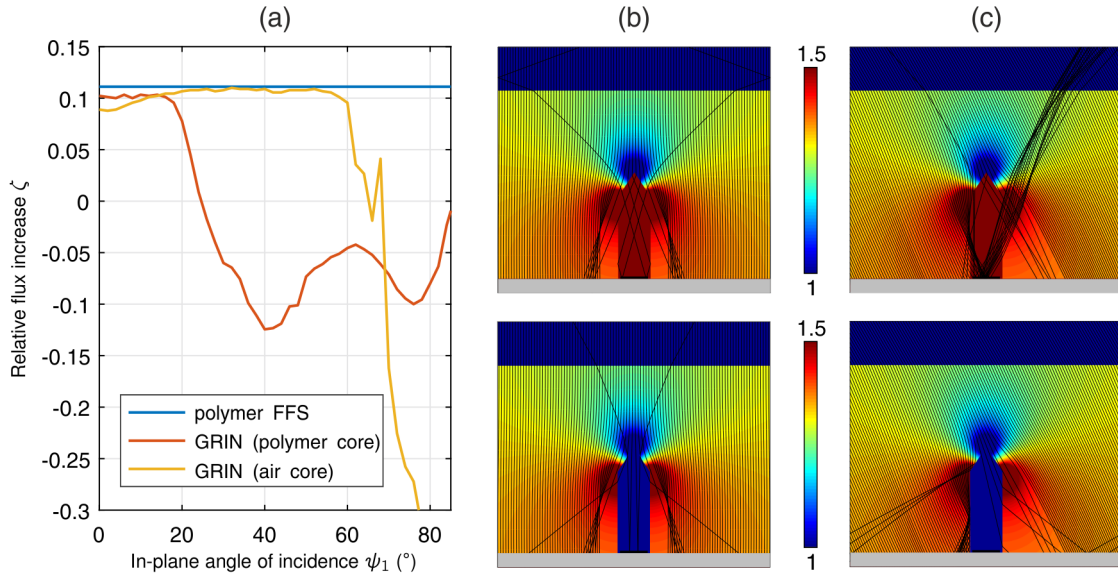 (a)
(b)
(c)
0.15
0.1
0.05
0
-0.05
-0.1
-0.15
-0.2
-0.25
-0.3
Relative flux increase ζ
polymer FFS
GRIN (polymer core)
GRIN (air core)
0 20 40 60 80
In-plane angle of incidence ψ₁ (°)
1.5
1
1.5
1